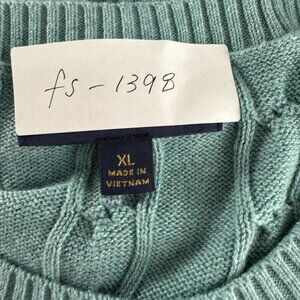 fs - 1398
XL
MADE IN
VIETNAM